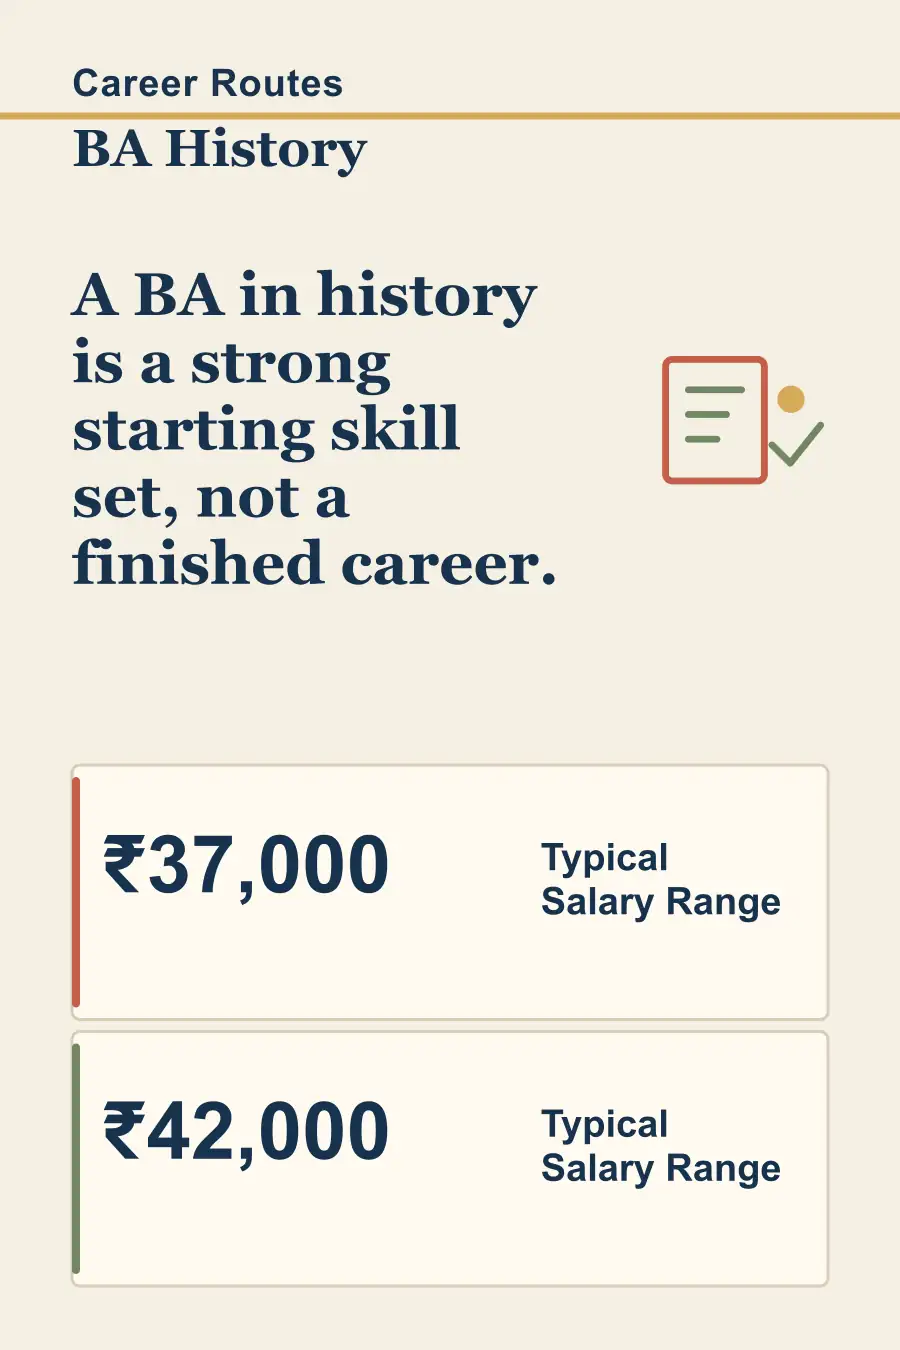 Career Routes
BA History
A BA in history
is a strong
starting skill
set, not a
finished career.
₹37,000
Typical
Salary Range
₹42,000
Typical
Salary Range